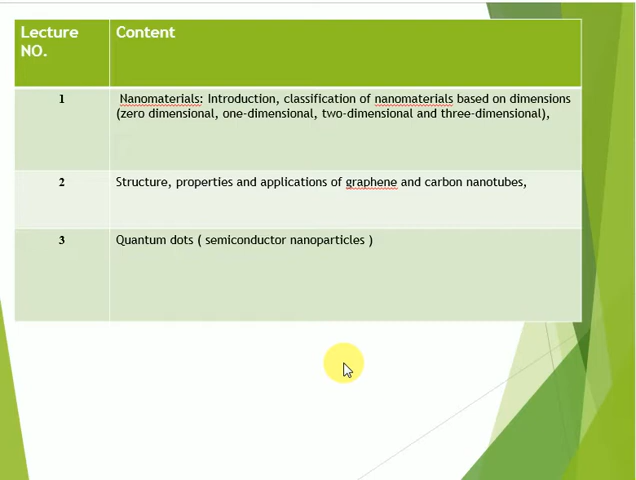 Lecture Content
NO.
1 Nanomaterials: Introduction, classification of nanomaterials based on dimensions
(zero dimensional, one-dimensional, two-dimensional and three-dimensional),
2 Structure, properties and applications of graphene and carbon nanotubes,
3 Quantum dots ( semiconductor nanoparticles )